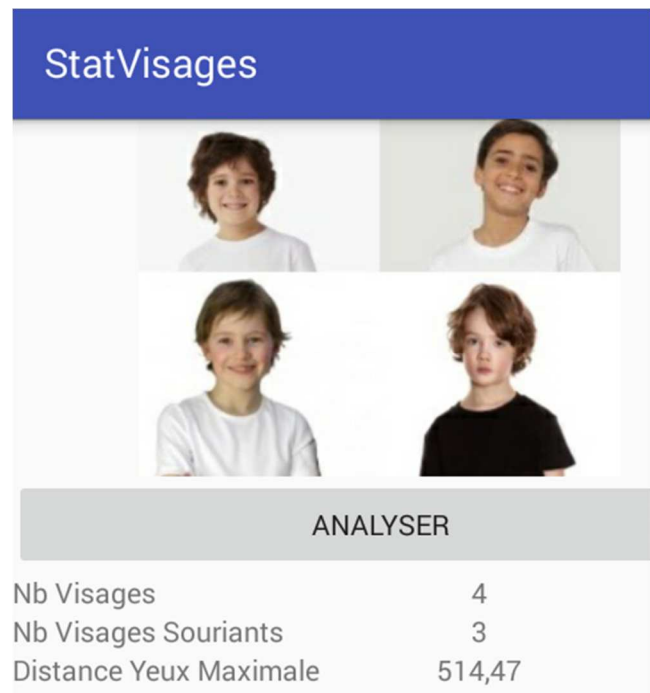 StatVisages
ANALYSER
Nb Visages 4
Nb Visages Souriants 3
Distance Yeux Maximale 514,47